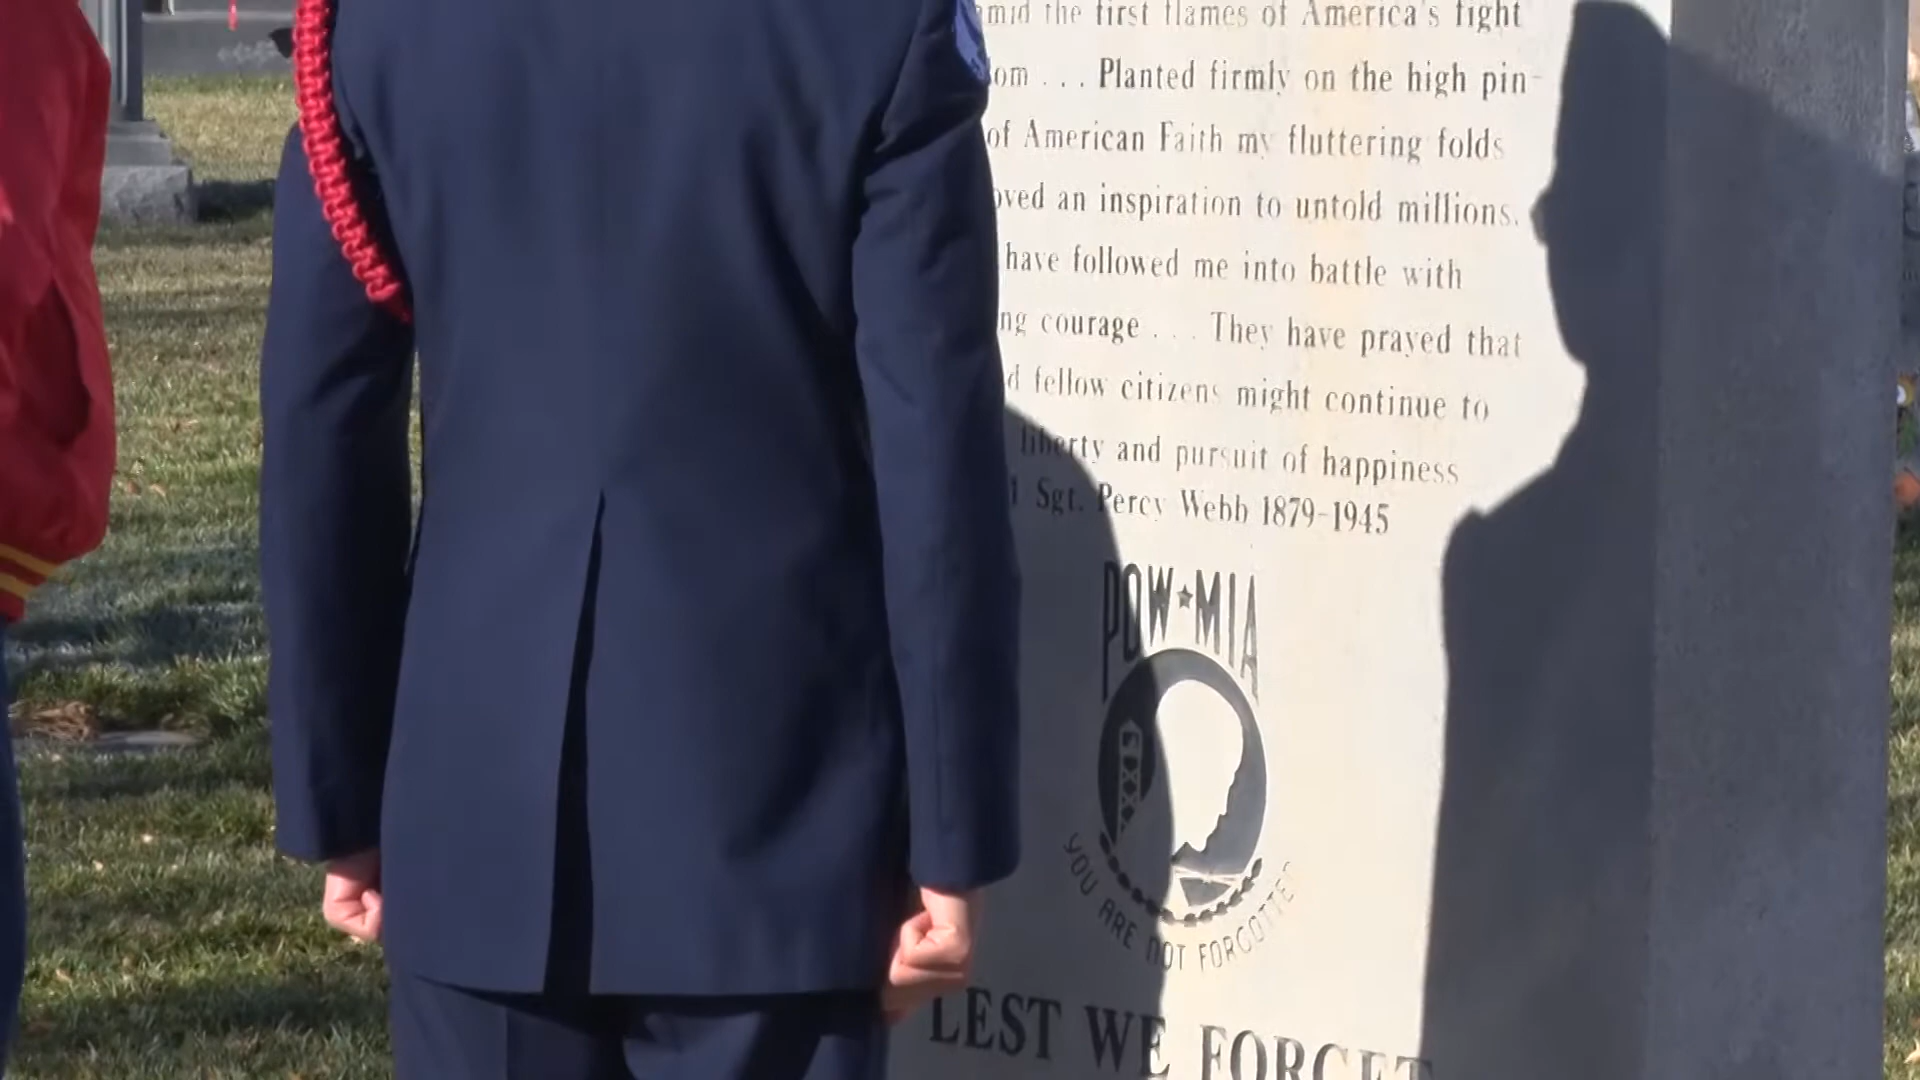 mid the first flames of America's fight
om . . . Planted firmly on the high pin-
of American Faith my fluttering folds
oved an inspiration to untold millions.
have followed me into battle with
ng courage . . . They have prayed that
d fellow citizens might continue to
liberty and pursuit of happiness
1 Sgt. Percy Webb 1879-1945
POW★MIA
YOU ARE NOT FORGOTTEN
LEST WE FORGET